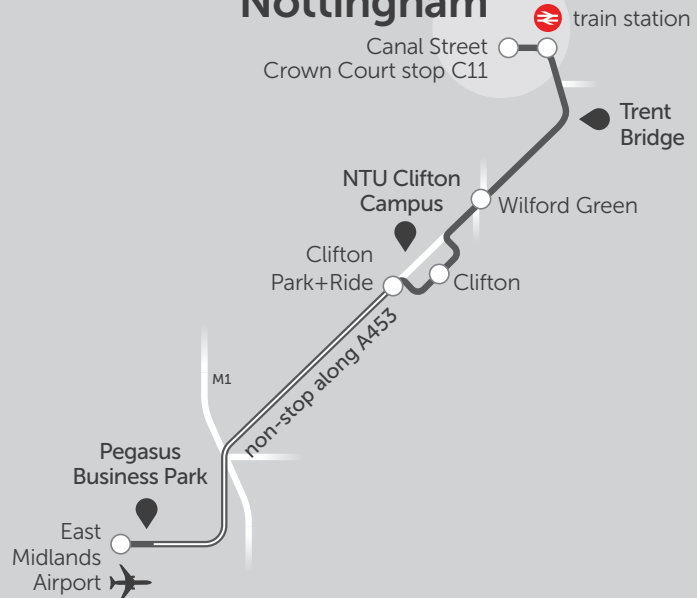 Nottingham
train station
Canal Street
Crown Court stop C11
Trent
Bridge
NTU Clifton
Campus
Wilford Green
Clifton
Park+Ride
Clifton
non-stop along A453
M1
Pegasus
Business Park
East
Midlands
Airport